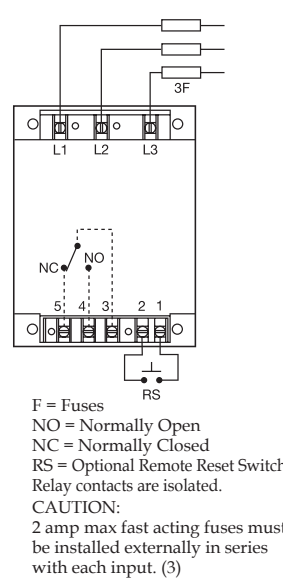 3F
L1 L2 L3
NC NO
5 4 3 2 1
RS
F = Fuses
NO = Normally Open
NC = Normally Closed
RS = Optional Remote Reset Switch
Relay contacts are isolated.
CAUTION:
2 amp max fast acting fuses must
be installed externally in series
with each input. (3)